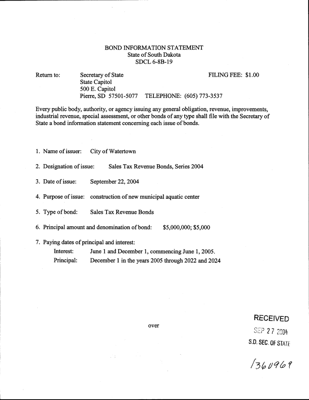 BOND INFORMATION STATEMENT
State of South Dakota
SDCL 6-8B-19
Return to: Secretary of State FILING FEE: $1.00
State Capitol
500 E. Capitol
Pierre, SD 57501-5077 TELEPHONE: (605) 773-3537
Every public body, authority, or agency issuing any general obligation, revenue, improvements,
industrial revenue, special assessment, or other bonds of any type shall file with the Secretary of
State a bond information statement concerning each issue of bonds.
1. Name of issuer: City of Watertown
2. Designation of issue: Sales Tax Revenue Bonds, Series 2004
3. Date of issue: September 22, 2004
4. Purpose of issue: construction of new municipal aquatic center
5. Type of bond: Sales Tax Revenue Bonds
6. Principal amount and denomination of bond: $5,000,000; $5,000
7. Paying dates of principal and interest:
Interest: June 1 and December 1, commencing June 1, 2005.
Principal: December 1 in the years 2005 through 2022 and 2024
over
RECEIVED
SEP 27 2004
S.D. SEC. OF STATE
1360969